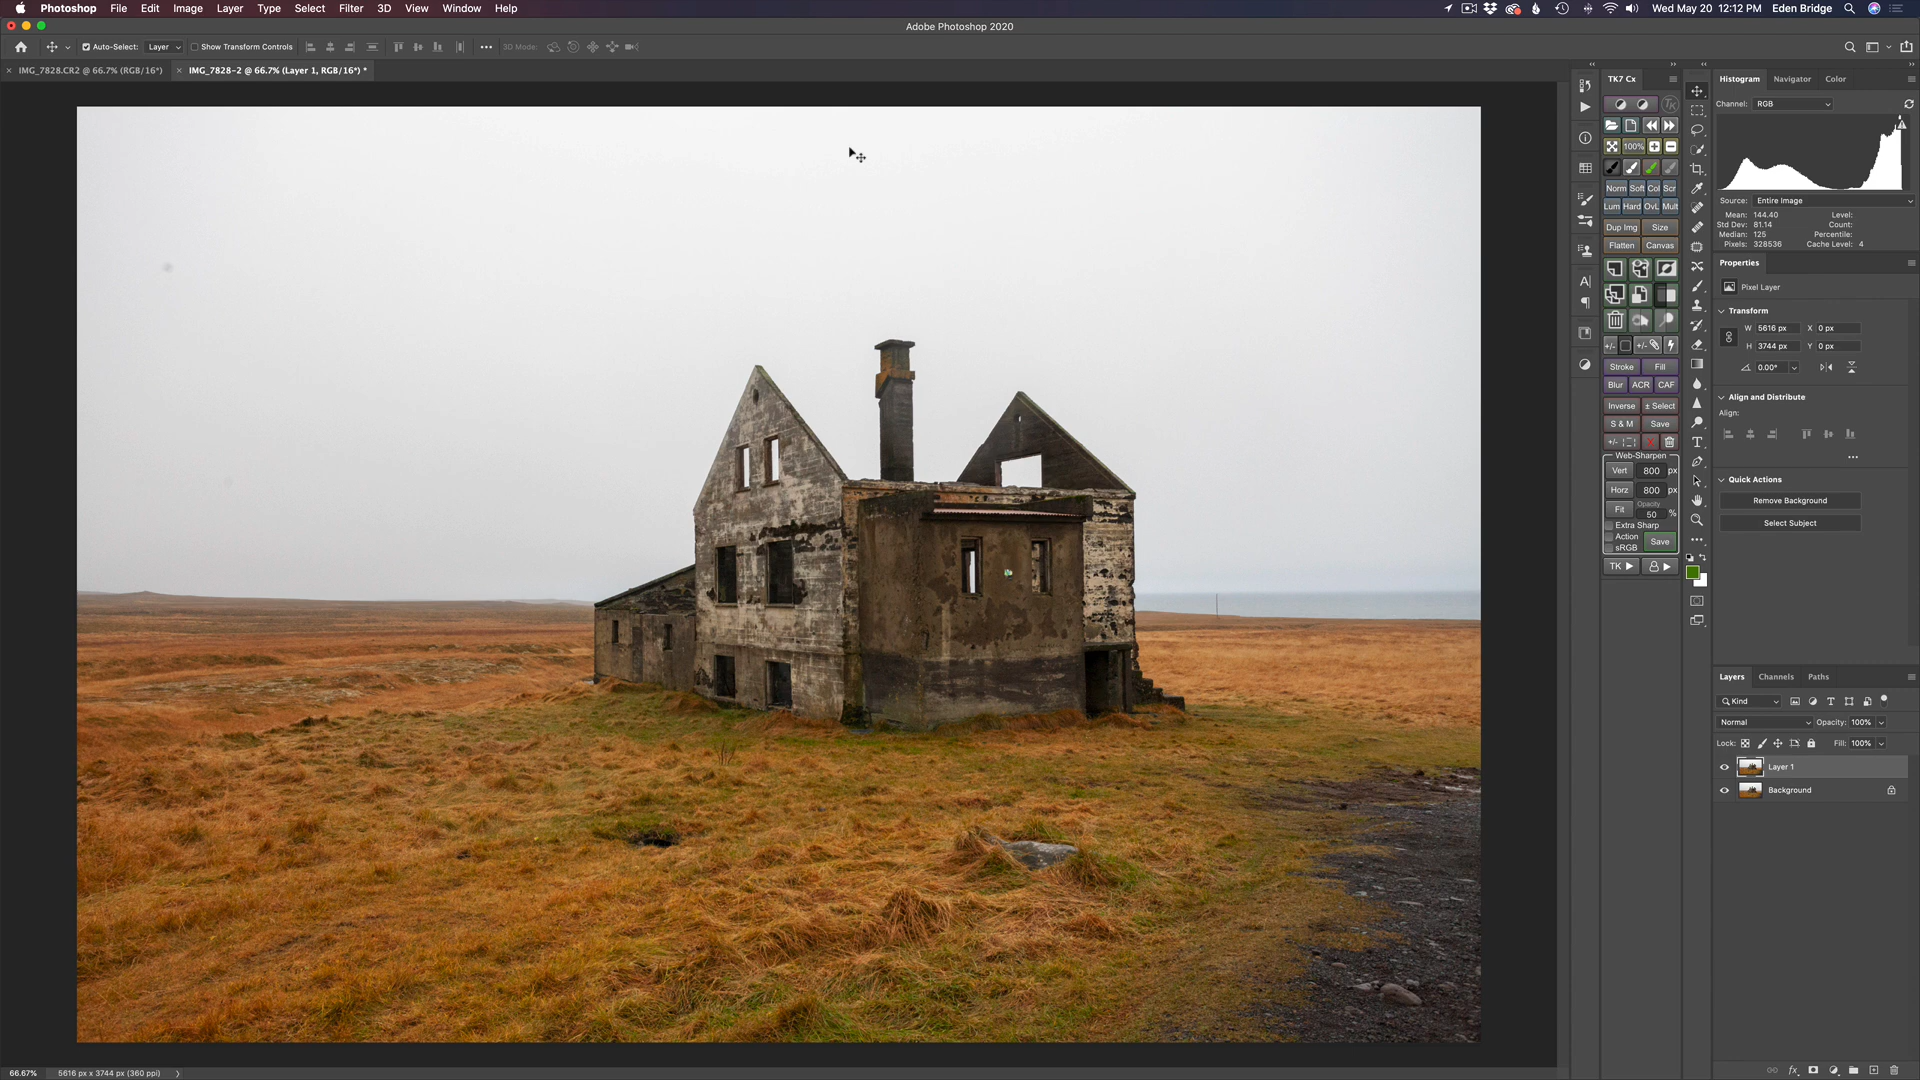 Photoshop File Edit Image Layer Type Select Filter 3D View Window Help
Wed May 20 12:12 PM Eden Bridge
Adobe Photoshop 2020
Auto-Select: Layer Show Transform Controls 3D Mode:
IMG_7828.CR2 @ 66.7% (RGB/16*) IMG_7828-2 @ 66.7% (Layer 1, RGB/16*) *
TK7 Cx
TK
100%
Norm Soft Col Scr
Lum Hard OvL Mult
Dup Img Size
Flatten Canvas
+/- +/-
Stroke Fill
Blur ACR CAF
Inverse ± Select
S & M Save
+/- X
Web-Sharpen
Vert 800 px
Horz 800 px
Opacity
Fit 50 %
Extra Sharp
Action
sRGB
Save
TK
Histogram Navigator Color
Channel: RGB
Source: Entire Image
Mean: 144.40 Level:
Std Dev: 81.14 Count:
Median: 125 Percentile:
Pixels: 328536 Cache Level: 4
Properties
Pixel Layer
Transform
W 5616 px X 0 px
H 3744 px Y 0 px
0.00°
Align and Distribute
Align:
Quick Actions
Remove Background
Select Subject
Layers Channels Paths
Kind
Normal Opacity: 100%
Lock: Fill: 100%
Layer 1
Background
fx
66.67% 5616 px x 3744 px (360 ppi)